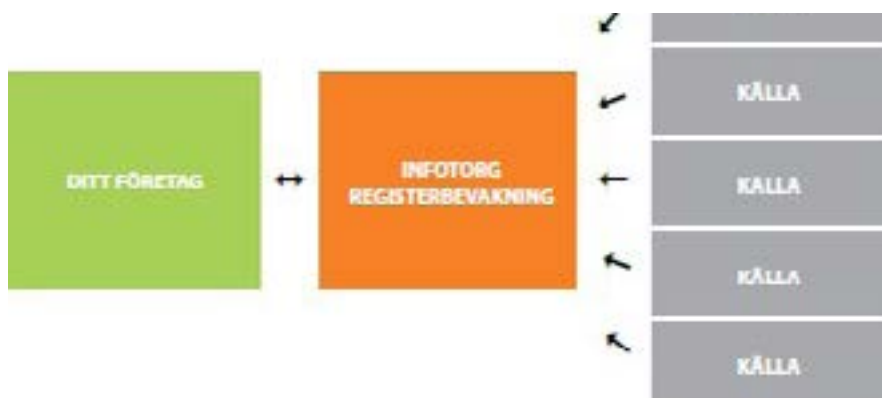 DITT FÖRETAG
INFOTORG
REGISTERBEVAKNING
KÄLLA
KÄLLA
KÄLLA
KÄLLA